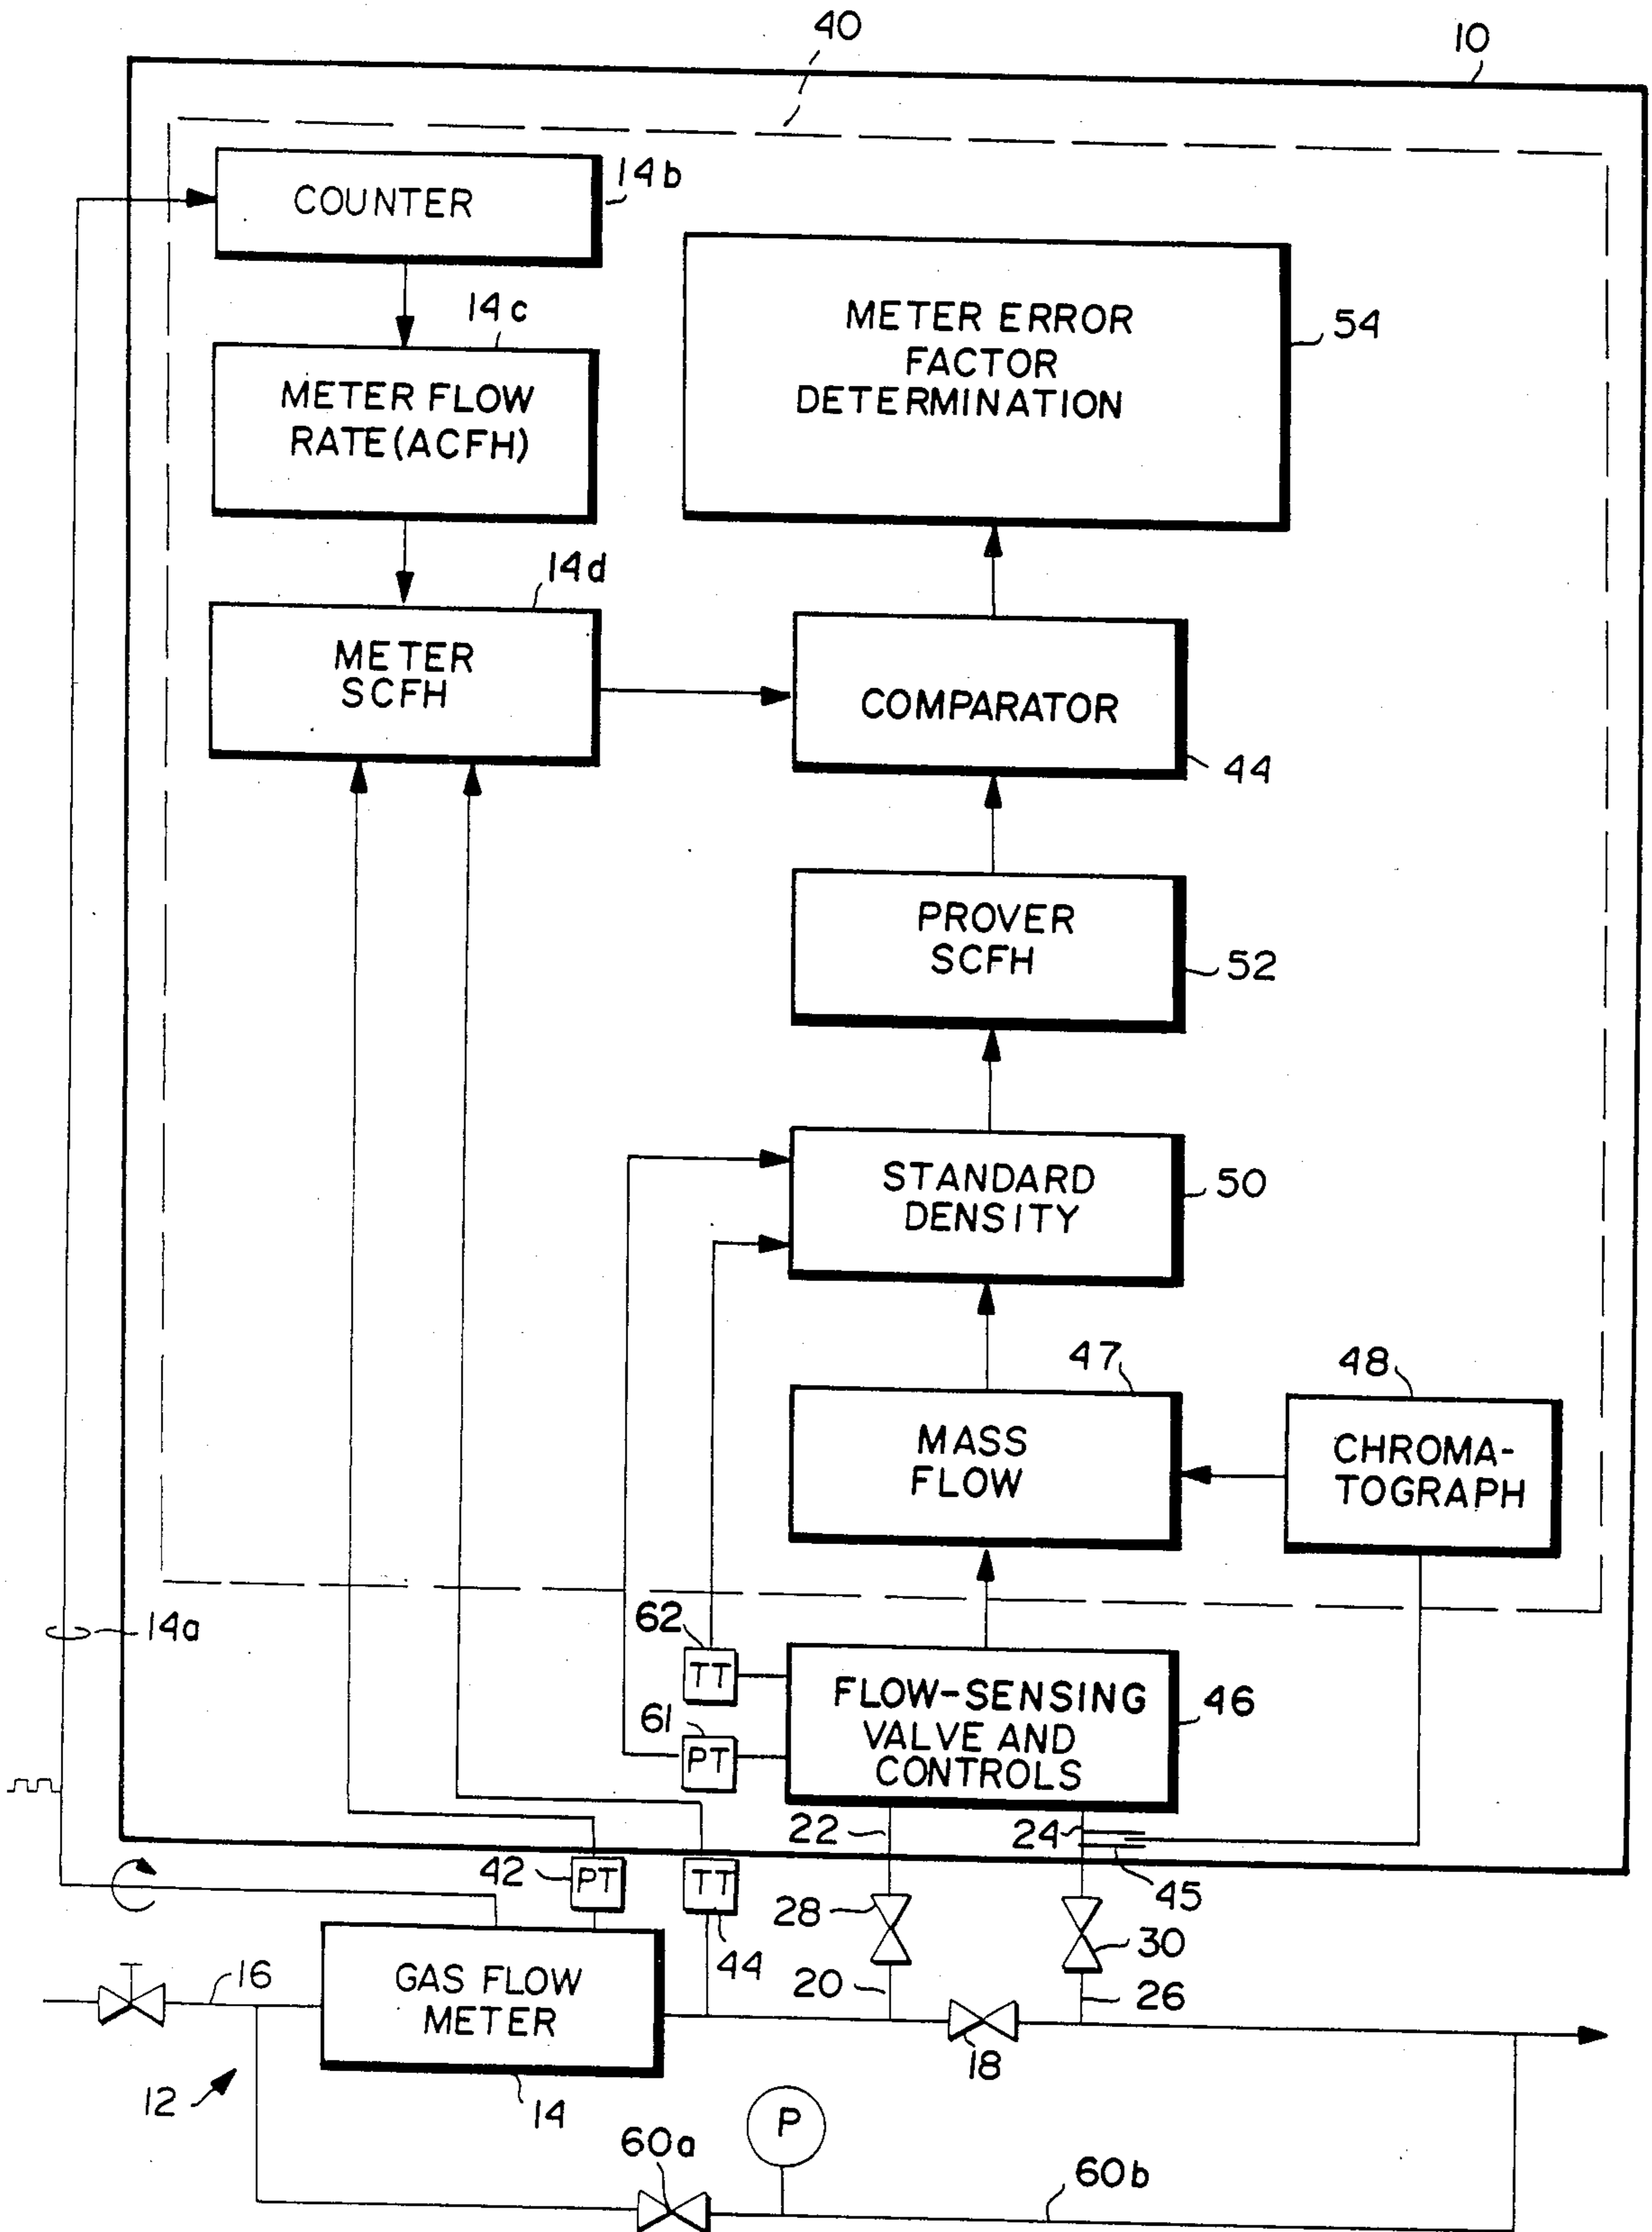 40
10
COUNTER
14b
14c
METER ERROR
FACTOR
DETERMINATION
54
METER FLOW
RATE(ACFH)
14d
METER
SCFH
COMPARATOR
44
PROVER
SCFH
52
STANDARD
DENSITY
50
47
48
MASS
FLOW
CHROMA-
TOGRAPH
14a
62
TT
FLOW-SENSING
VALVE AND
CONTROLS
46
61
PT
22
24
42
PT
TT
45
28
30
44
16
GAS FLOW
METER
20
26
18
12
14
P
60a
60b